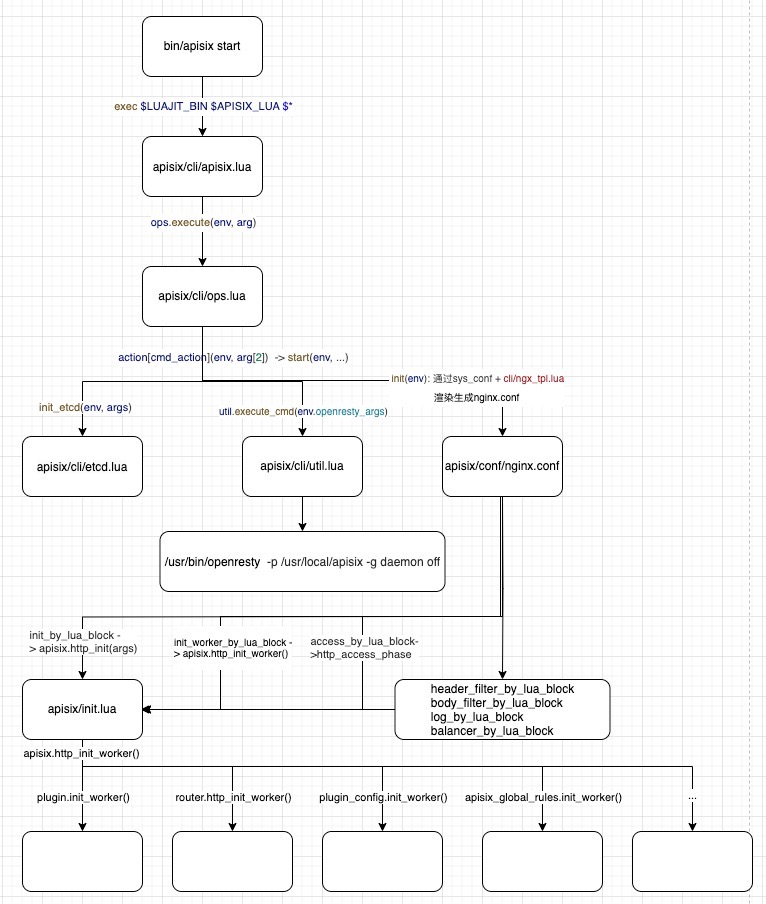 bin/apisix start
exec $LUAJIT_BIN $APISIX_LUA $*
apisix/cli/apisix.lua
ops.execute(env, arg)
apisix/cli/ops.lua
action[cmd_action](env, arg[2]) -> start(env, ...)
init(env): 通过sys_conf + cli/ngx_tpl.lua
渲染生成nginx.conf
init_etcd(env, args)
util.execute_cmd(env.openresty_args)
apisix/cli/etcd.lua
apisix/cli/util.lua
apisix/conf/nginx.conf
/usr/bin/openresty -p /usr/local/apisix -g daemon off
init_by_lua_block -
> apisix.http_init(args)
init_worker_by_lua_block -
> apisix.http_init_worker()
access_by_lua_block-
>http_access_phase
apisix/init.lua
header_filter_by_lua_block
body_filter_by_lua_block
log_by_lua_block
balancer_by_lua_block
apisix.http_init_worker()
plugin.init_worker()
router.http_init_worker()
plugin_config.init_worker()
apisix_global_rules.init_worker()
...